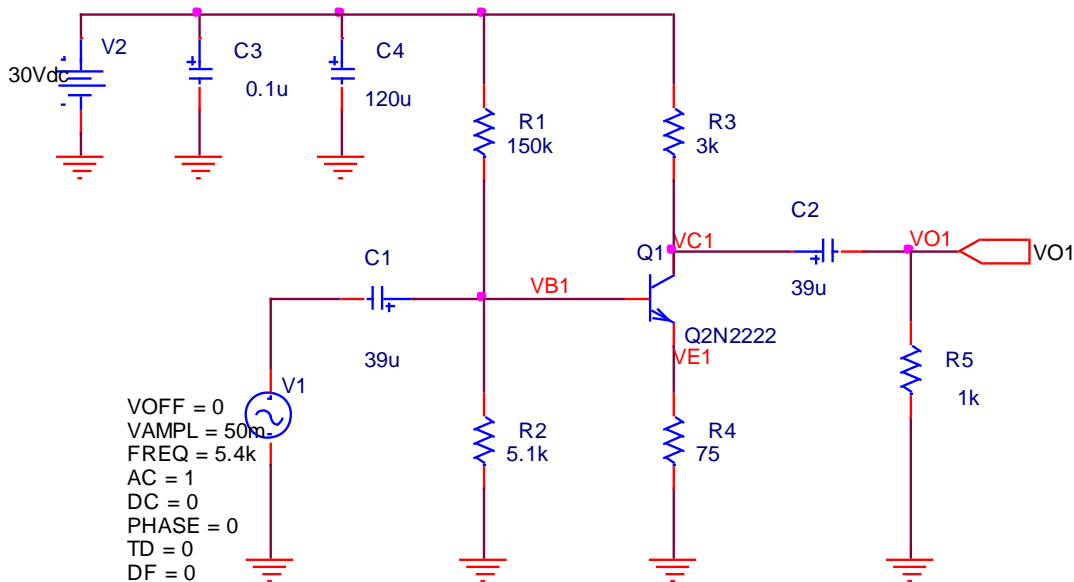 V2
30Vdc
C3
0.1u
C4
120u
R1
150k
R3
3k
C2
39u
VO1
VO1
Q1
VC1
C1
39u
VB1
Q2N2222
VE1
V1
VOFF = 0
VAMPL = 50m
FREQ = 5.4k
AC = 1
DC = 0
PHASE = 0
TD = 0
DF = 0
R2
5.1k
R4
75
R5
1k